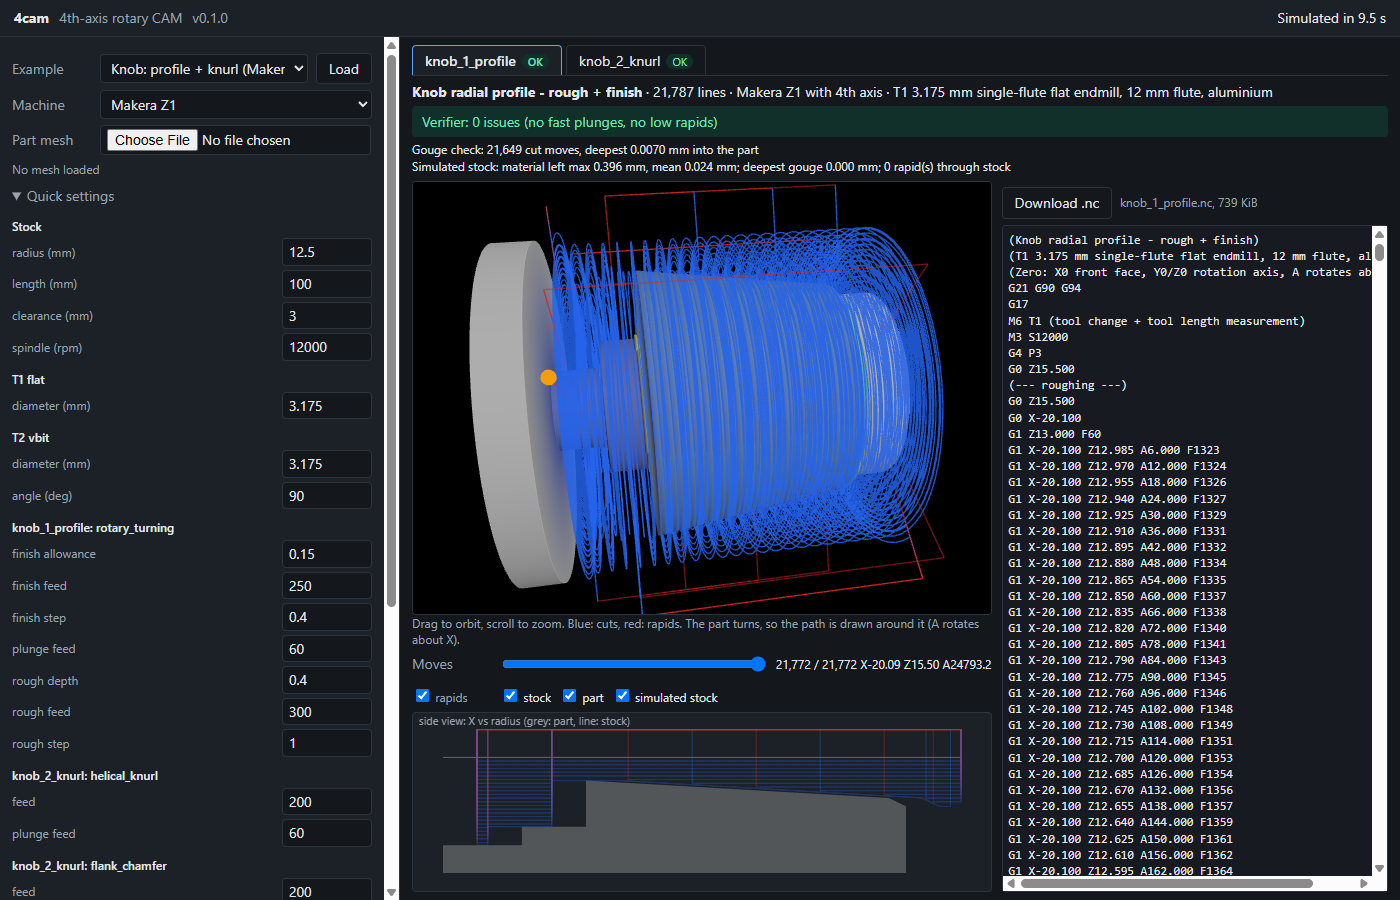 4cam 4th-axis rotary CAM v0.1.0
Simulated in 9.5 s
Example Knob: profile + knurl (Maker Load
Machine Makera Z1
Part mesh Choose File No file chosen
No mesh loaded
▼ Quick settings
Stock
radius (mm) 12.5
length (mm) 100
clearance (mm) 3
spindle (rpm) 12000
T1 flat
diameter (mm) 3.175
T2 vbit
diameter (mm) 3.175
angle (deg) 90
knob_1_profile: rotary_turning
finish allowance 0.15
finish feed 250
finish step 0.4
plunge feed 60
rough depth 0.4
rough feed 300
rough step 1
knob_2_knurl: helical_knurl
feed 200
plunge feed 60
knob_2_knurl: flank_chamfer
feed 200
knob_1_profile OK knob_2_knurl OK
Knob radial profile - rough + finish · 21,787 lines · Makera Z1 with 4th axis · T1 3.175 mm single-flute flat endmill, 12 mm flute, aluminium
Verifier: 0 issues (no fast plunges, no low rapids)
Gouge check: 21,649 cut moves, deepest 0.0070 mm into the part
Simulated stock: material left max 0.396 mm, mean 0.024 mm; deepest gouge 0.000 mm; 0 rapid(s) through stock
Drag to orbit, scroll to zoom. Blue: cuts, red: rapids. The part turns, so the path is drawn around it (A rotates
about X).
Moves 21,772 / 21,772 X-20.09 Z15.50 A24793.2
rapids stock part simulated stock
side view: X vs radius (grey: part, line: stock)
Download .nc knob_1_profile.nc, 739 KiB
(Knob radial profile - rough + finish)
(T1 3.175 mm single-flute flat endmill, 12 mm flute, al
(Zero: X0 front face, Y0/Z0 rotation axis, A rotates ab
G21 G90 G94
G17
M6 T1 (tool change + tool length measurement)
M3 S12000
G4 P3
G0 Z15.500
(--- roughing ---)
G0 Z15.500
G0 X-20.100
G1 Z13.000 F60
G1 X-20.100 Z12.985 A6.000 F1323
G1 X-20.100 Z12.970 A12.000 F1324
G1 X-20.100 Z12.955 A18.000 F1326
G1 X-20.100 Z12.940 A24.000 F1327
G1 X-20.100 Z12.925 A30.000 F1329
G1 X-20.100 Z12.910 A36.000 F1331
G1 X-20.100 Z12.895 A42.000 F1332
G1 X-20.100 Z12.880 A48.000 F1334
G1 X-20.100 Z12.865 A54.000 F1335
G1 X-20.100 Z12.850 A60.000 F1337
G1 X-20.100 Z12.835 A66.000 F1338
G1 X-20.100 Z12.820 A72.000 F1340
G1 X-20.100 Z12.805 A78.000 F1341
G1 X-20.100 Z12.790 A84.000 F1343
G1 X-20.100 Z12.775 A90.000 F1345
G1 X-20.100 Z12.760 A96.000 F1346
G1 X-20.100 Z12.745 A102.000 F1348
G1 X-20.100 Z12.730 A108.000 F1349
G1 X-20.100 Z12.715 A114.000 F1351
G1 X-20.100 Z12.700 A120.000 F1353
G1 X-20.100 Z12.685 A126.000 F1354
G1 X-20.100 Z12.670 A132.000 F1356
G1 X-20.100 Z12.655 A138.000 F1357
G1 X-20.100 Z12.640 A144.000 F1359
G1 X-20.100 Z12.625 A150.000 F1361
G1 X-20.100 Z12.610 A156.000 F1362
G1 X-20.100 Z12.595 A162.000 F1364